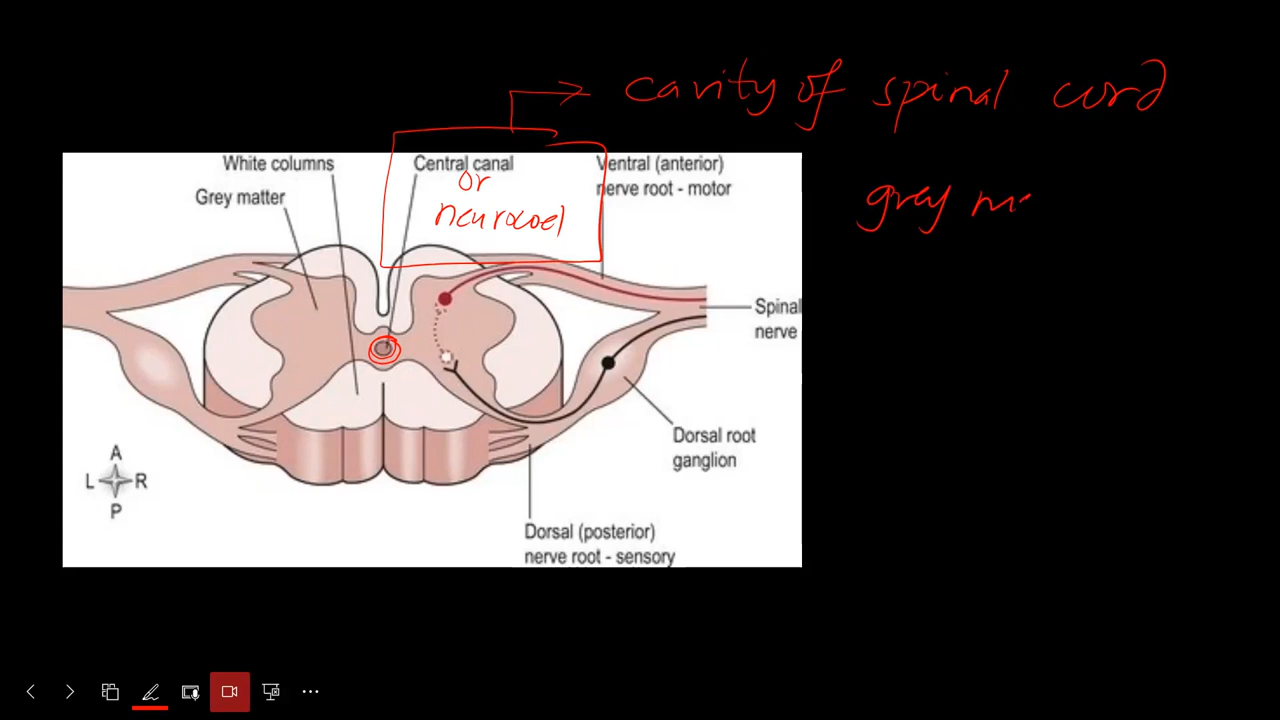 cavity of spinal cord
White columns
Central canal
Ventral (anterior)
nerve root - motor
Grey matter
or
neurocoel
grey m
Spinal
nerve
Dorsal root
ganglion
A
L R
P
Dorsal (posterior)
nerve root - sensory